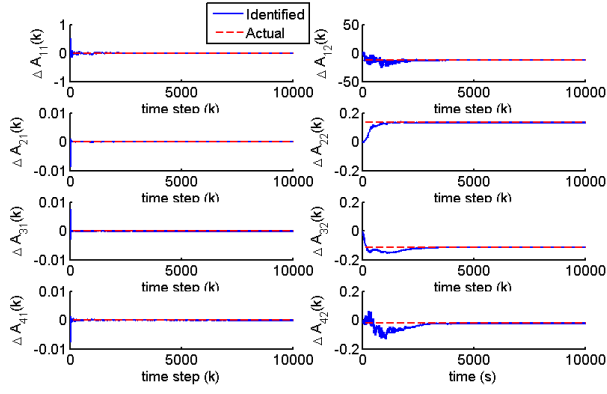 Identified
Actual
Δ A11(k)
1
0
-1
0
5000
10000
time step (k)
Δ A12(k)
50
0
-50
0
5000
10000
time step (k)
Δ A21(k)
0.01
0
-0.01
0
5000
10000
time step (k)
Δ A22(k)
0.2
0
-0.2
0
5000
10000
time step (k)
Δ A31(k)
0.01
0
-0.01
0
5000
10000
time step (k)
Δ A32(k)
0.2
0
-0.2
0
5000
10000
time step (k)
Δ A41(k)
0.01
0
-0.01
0
5000
10000
time step (k)
Δ A42(k)
0.2
0
-0.2
0
5000
10000
time (s)